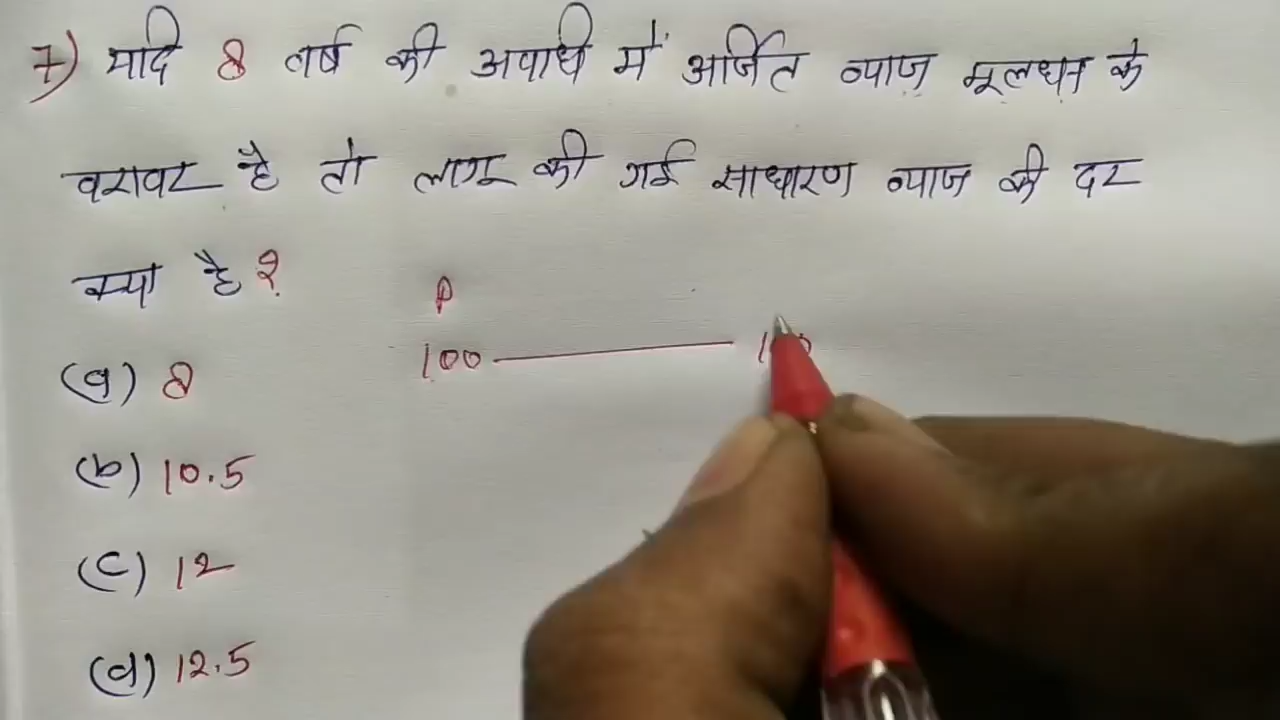 7) यदि 8 वर्ष की अवधि में अर्जित ब्याज मूलधन के
बराबर है तो लागू की गई साधारण ब्याज की दर
क्या है?
P
100
(a) 8
(b) 10.5
(c) 12
(d) 12.5